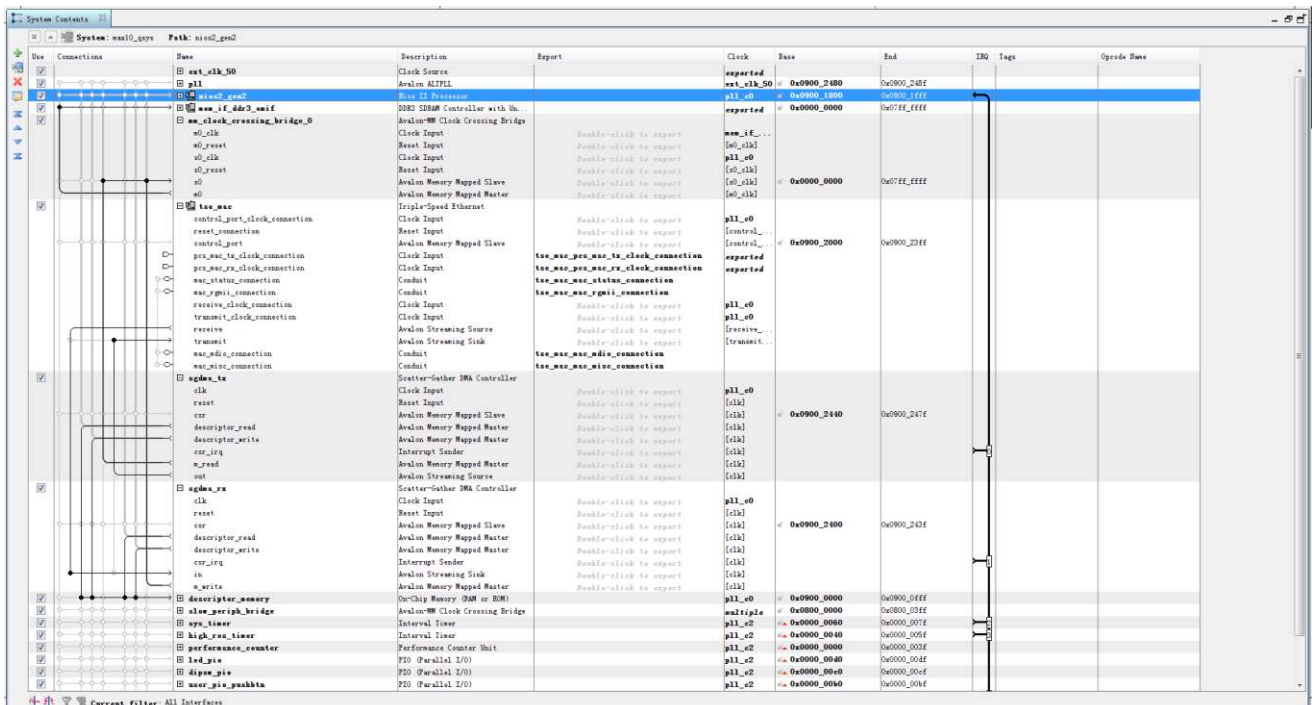 System Contents
System: max10_qsys Path: nios2_gen2
Use Connections Name Description Export Clock Base End IRQ Tags Opcode Name
ext_clk_50 Clock Source exported
pll Avalon ALTPLL ext_clk_50 0x0900_2480 0x0900_248f
nios2_gen2 Nios II Processor pll_c0 0x0900_1800 0x0900_1fff
mem_if_ddr3_emif DDR3 SDRAM Controller with Un... exported 0x0000_0000 0x07ff_ffff
mm_clock_crossing_bridge_0 Avalon-MM Clock Crossing Bridge
m0_clk Clock Input Double-click to export mem_if_...
m0_reset Reset Input Double-click to export [m0_clk]
s0_clk Clock Input Double-click to export pll_c0
s0_reset Reset Input Double-click to export [s0_clk]
s0 Avalon Memory Mapped Slave Double-click to export [s0_clk] 0x0000_0000 0x07ff_ffff
m0 Avalon Memory Mapped Master Double-click to export [m0_clk]
tse_mac Triple-Speed Ethernet
control_port_clock_connection Clock Input Double-click to export pll_c0
reset_connection Reset Input Double-click to export [control_...
control_port Avalon Memory Mapped Slave Double-click to export [control_... 0x0900_2000 0x0900_23ff
pcs_mac_tx_clock_connection Clock Input tse_mac_pcs_mac_tx_clock_connection exported
pcs_mac_rx_clock_connection Clock Input tse_mac_pcs_mac_rx_clock_connection exported
mac_status_connection Conduit tse_mac_mac_status_connection
mac_rgmii_connection Conduit tse_mac_mac_rgmii_connection
receive_clock_connection Clock Input Double-click to export pll_c0
transmit_clock_connection Clock Input Double-click to export pll_c0
receive Avalon Streaming Source Double-click to export [receive_...
transmit Avalon Streaming Sink Double-click to export [transmit...
mac_mdio_connection Conduit tse_mac_mac_mdio_connection
mac_misc_connection Conduit tse_mac_mac_misc_connection
sgdma_tx Scatter-Gather DMA Controller
clk Clock Input Double-click to export pll_c0
reset Reset Input Double-click to export [clk]
csr Avalon Memory Mapped Slave Double-click to export [clk] 0x0900_2440 0x0900_247f
descriptor_read Avalon Memory Mapped Master Double-click to export [clk]
descriptor_write Avalon Memory Mapped Master Double-click to export [clk]
csr_irq Interrupt Sender Double-click to export [clk]
m_read Avalon Memory Mapped Master Double-click to export [clk]
out Avalon Streaming Source Double-click to export [clk]
sgdma_rx Scatter-Gather DMA Controller
clk Clock Input Double-click to export pll_c0
reset Reset Input Double-click to export [clk]
csr Avalon Memory Mapped Slave Double-click to export [clk] 0x0900_2400 0x0900_243f
descriptor_read Avalon Memory Mapped Master Double-click to export [clk]
descriptor_write Avalon Memory Mapped Master Double-click to export [clk]
csr_irq Interrupt Sender Double-click to export [clk]
in Avalon Streaming Sink Double-click to export [clk]
m_write Avalon Memory Mapped Master Double-click to export [clk]
descriptor_memory On-Chip Memory (RAM or ROM) pll_c0 0x0900_0000 0x0900_0fff
slow_periph_bridge Avalon-MM Clock Crossing Bridge multiple 0x0800_0000 0x0800_03ff
sys_timer Interval Timer pll_c2 0x0000_0060 0x0000_007f
high_res_timer Interval Timer pll_c2 0x0000_0040 0x0000_005f
performance_counter Performance Counter Unit pll_c2 0x0000_0000 0x0000_003f
led_pio PIO (Parallel I/O) pll_c2 0x0000_00d0 0x0000_00df
dipsw_pio PIO (Parallel I/O) pll_c2 0x0000_00c0 0x0000_00cf
user_pio_pushbtn PIO (Parallel I/O) pll_c2 0x0000_00b0 0x0000_00bf
Current filter: All Interfaces